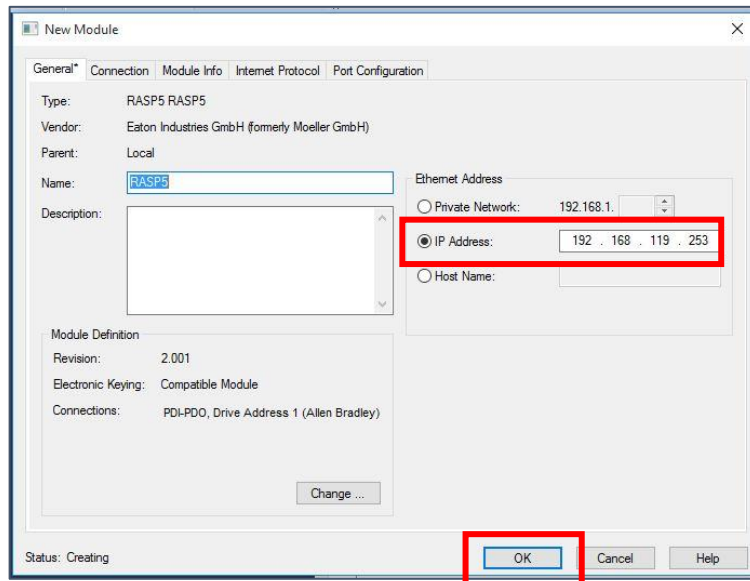 New Module
General* Connection Module Info Internet Protocol Port Configuration
Type: RASP5 RASP5
Vendor: Eaton Industries GmbH (formerly Moeller GmbH)
Parent: Local
Name: RASP5
Description:
Ethernet Address
Private Network: 192.168.1.
IP Address: 192 . 168 . 119 . 253
Host Name:
Module Definition
Revision: 2.001
Electronic Keying: Compatible Module
Connections: PDI-PDO, Drive Address 1 (Allen Bradley)
Change ...
Status: Creating
OK Cancel Help